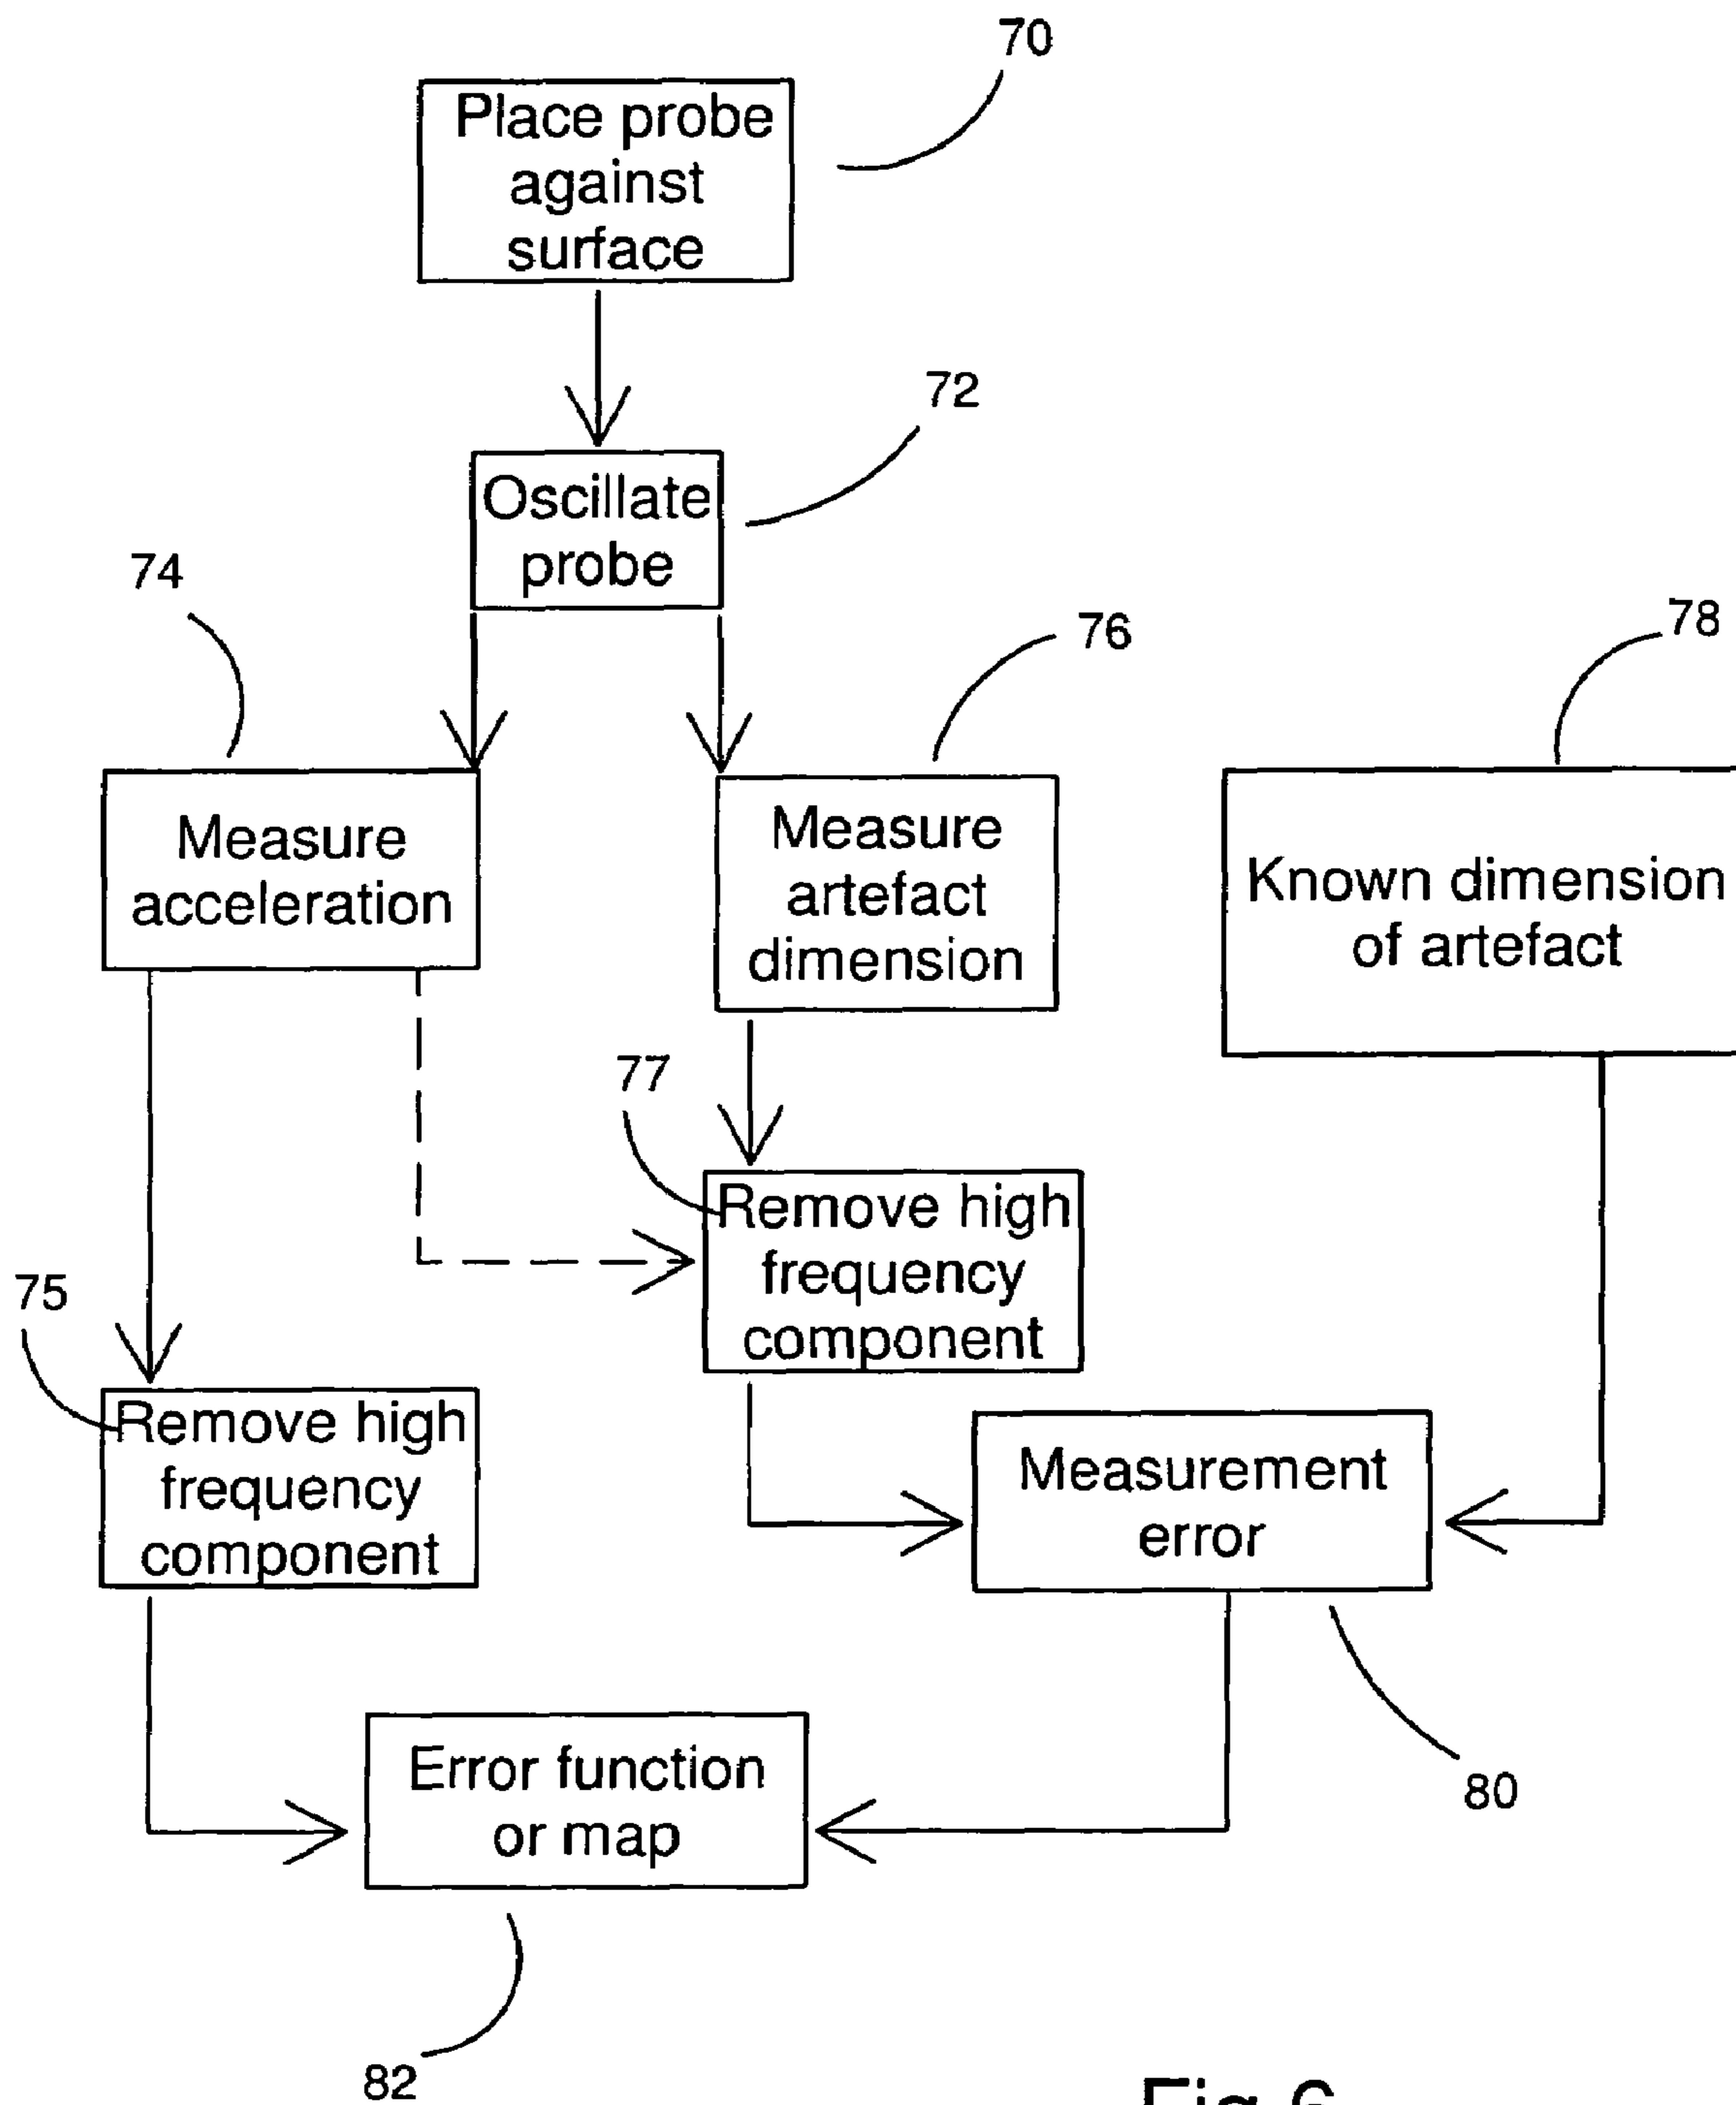 70
Place probe
against
surface
72
Oscillate
probe
74
76
78
Measure
acceleration
Measure
artefact
dimension
Known dimension
of artefact
77
Remove high
frequency
component
75
Remove high
frequency
component
Measurement
error
80
Error function
or map
82
Fig 6